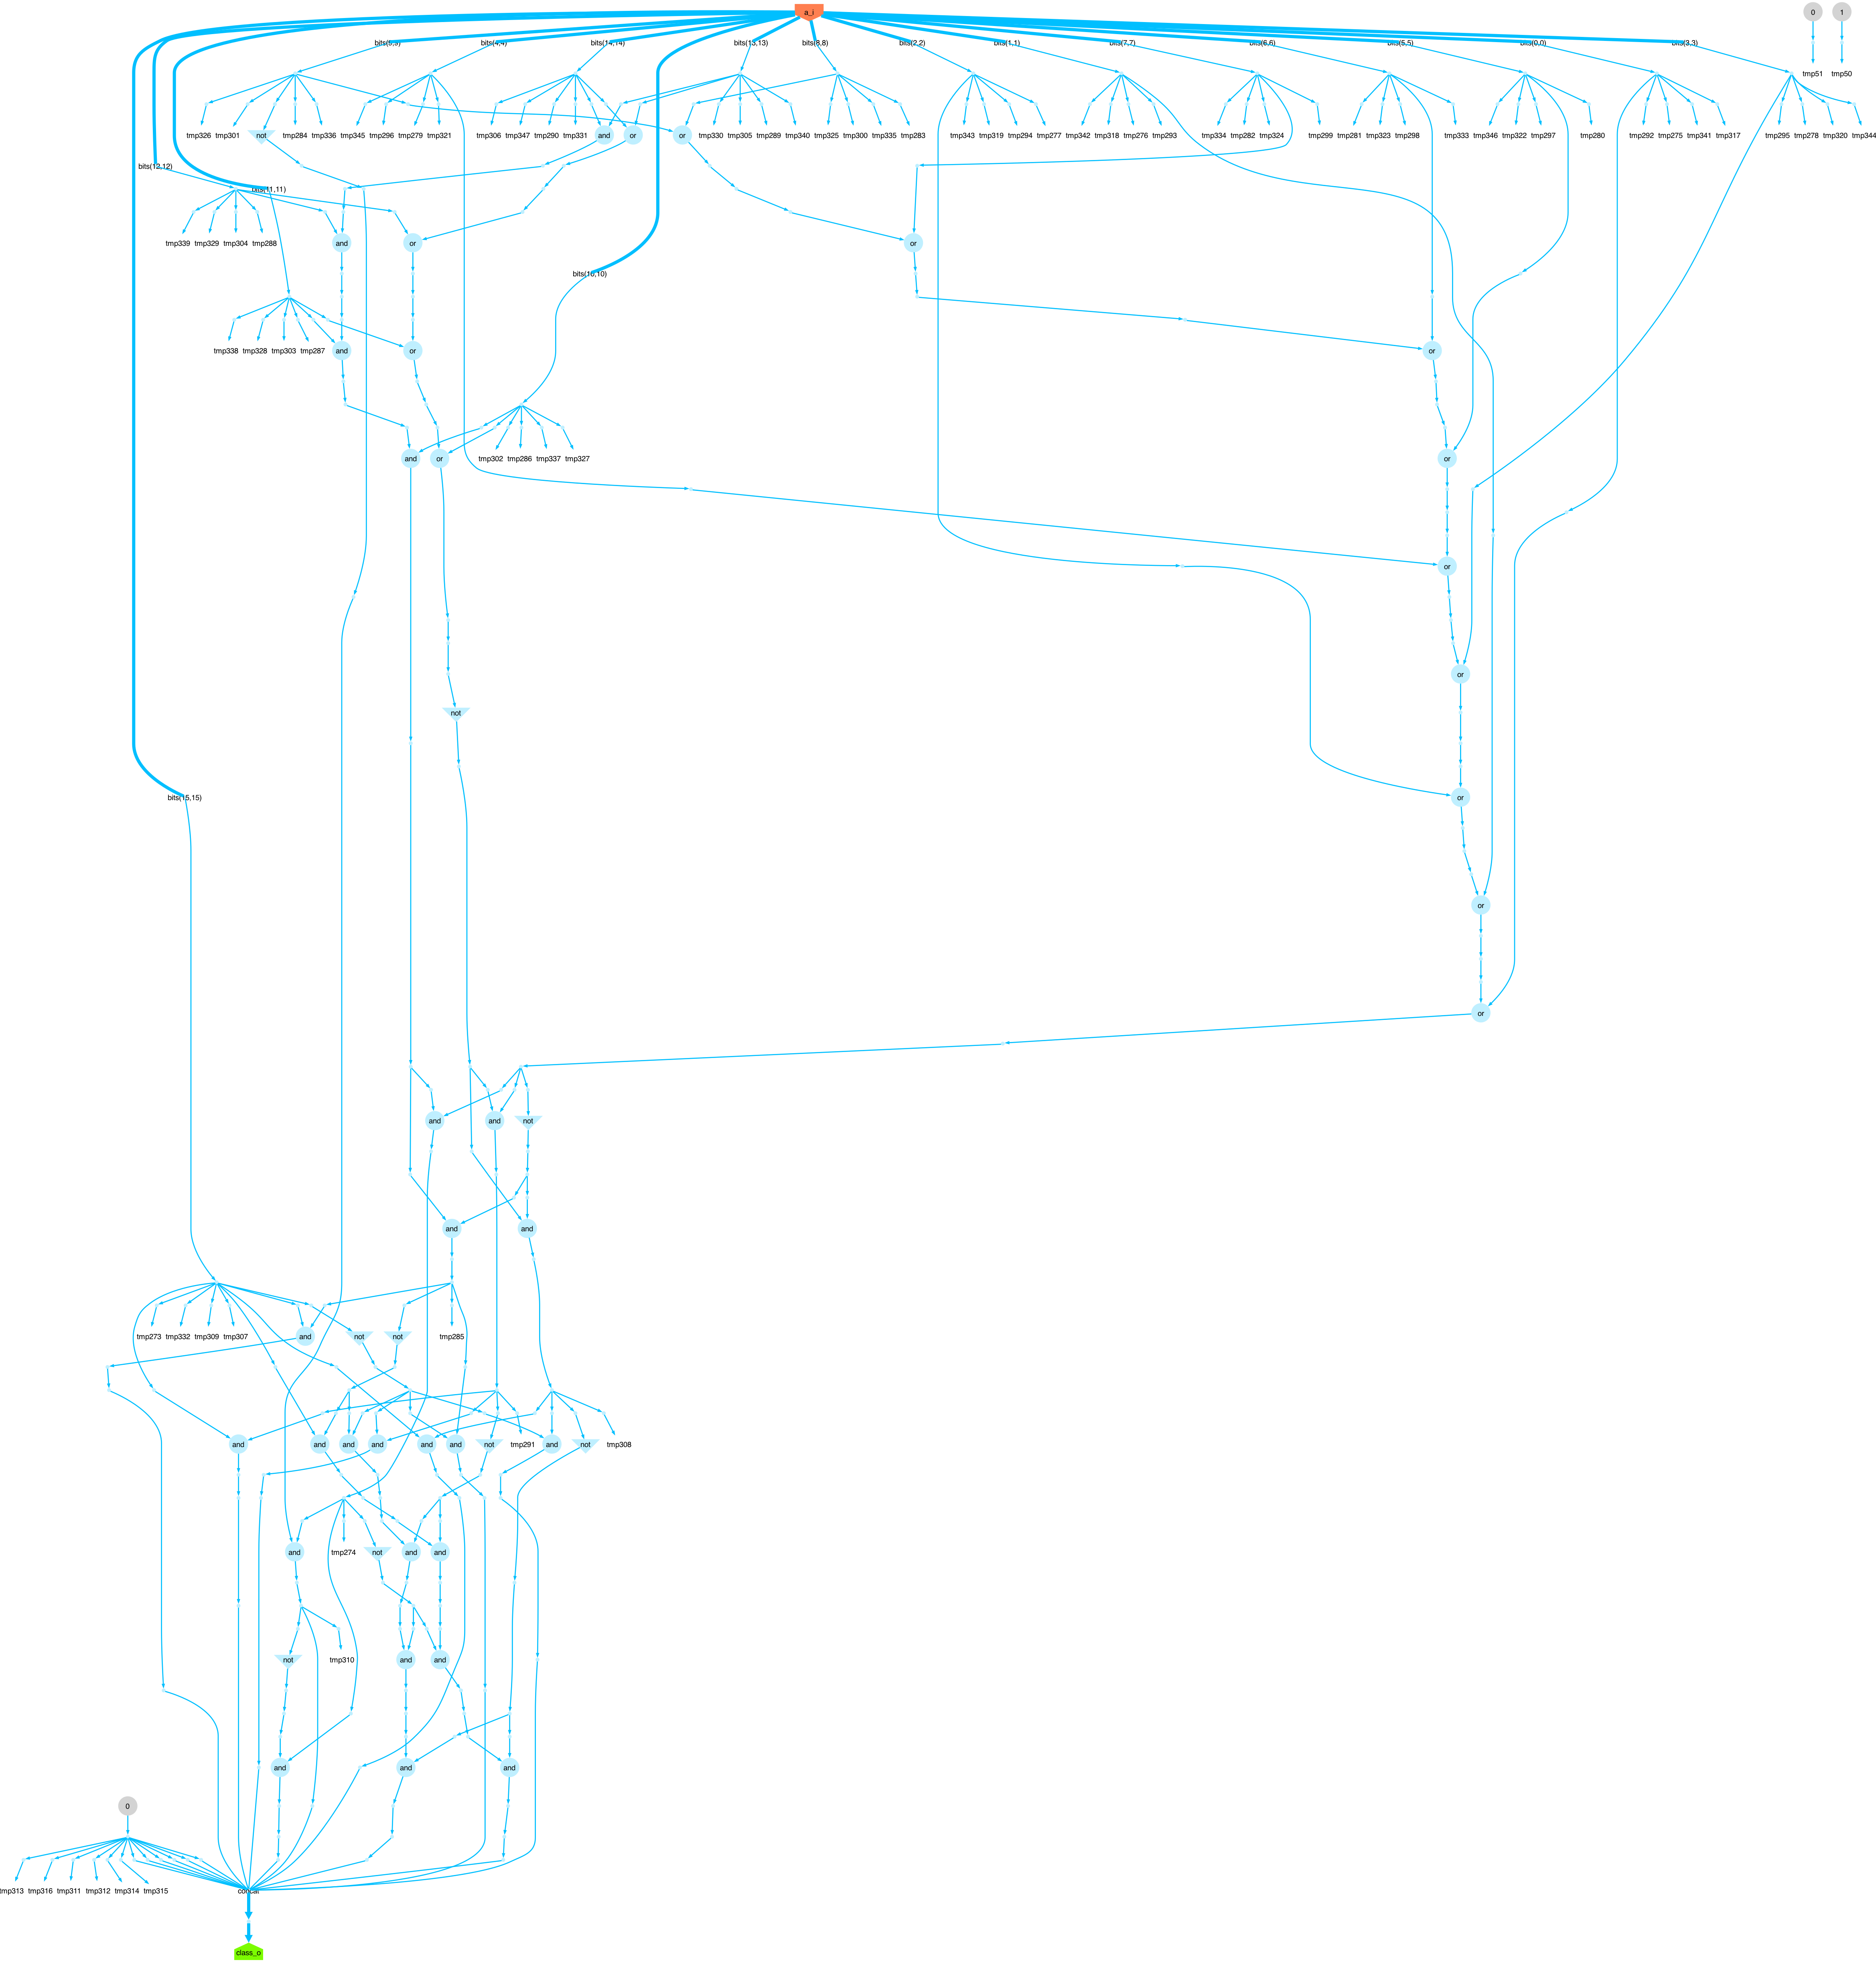 a_i 0 1
bits(9,9) bits(4,4) bits(14,14) bits(13,13) bits(8,8) bits(2,2) bits(1,1) bits(7,7) bits(6,6) bits(5,5) bits(0,0) bits(3,3)
tmp51 tmp50
tmp326 tmp301 not tmp284 tmp336 tmp345 tmp296 tmp279 tmp321 tmp306 tmp347 tmp290 tmp331 and or or tmp330 tmp305 tmp289 tmp340 tmp325 tmp300 tmp335 tmp283 tmp343 tmp319 tmp294 tmp277 tmp342 tmp318 tmp276 tmp293 tmp334 tmp282 tmp324 tmp299 tmp281 tmp323 tmp298 tmp333 tmp346 tmp322 tmp297 tmp280 tmp292 tmp275 tmp341 tmp317 tmp295 tmp278 tmp320 tmp344
bits(12,12)
bits(11,11)
tmp339 tmp329 tmp304 tmp288 and or or
bits(10,10)
tmp338 tmp328 tmp303 tmp287 and or or
and or tmp302 tmp286 tmp337 tmp327 or
or
or
not
bits(15,15) or
or
or
and and not
and and
tmp273 tmp332 tmp309 tmp307 and not not tmp285
and and and and and and not tmp291 and not tmp308
and tmp274 not and and
not tmp310 and and
and and and
0
tmp313 tmp316 tmp311 tmp312 tmp314 tmp315 concat
class_o